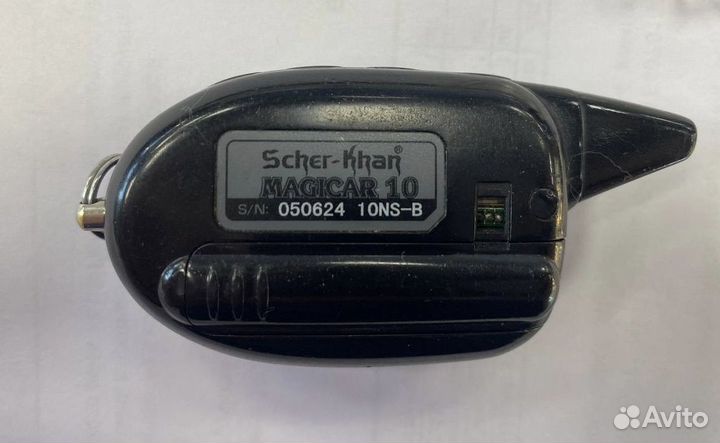 Scher-Khan®
MAGICAR 10
S/N: 050624 10NS-B
Avito